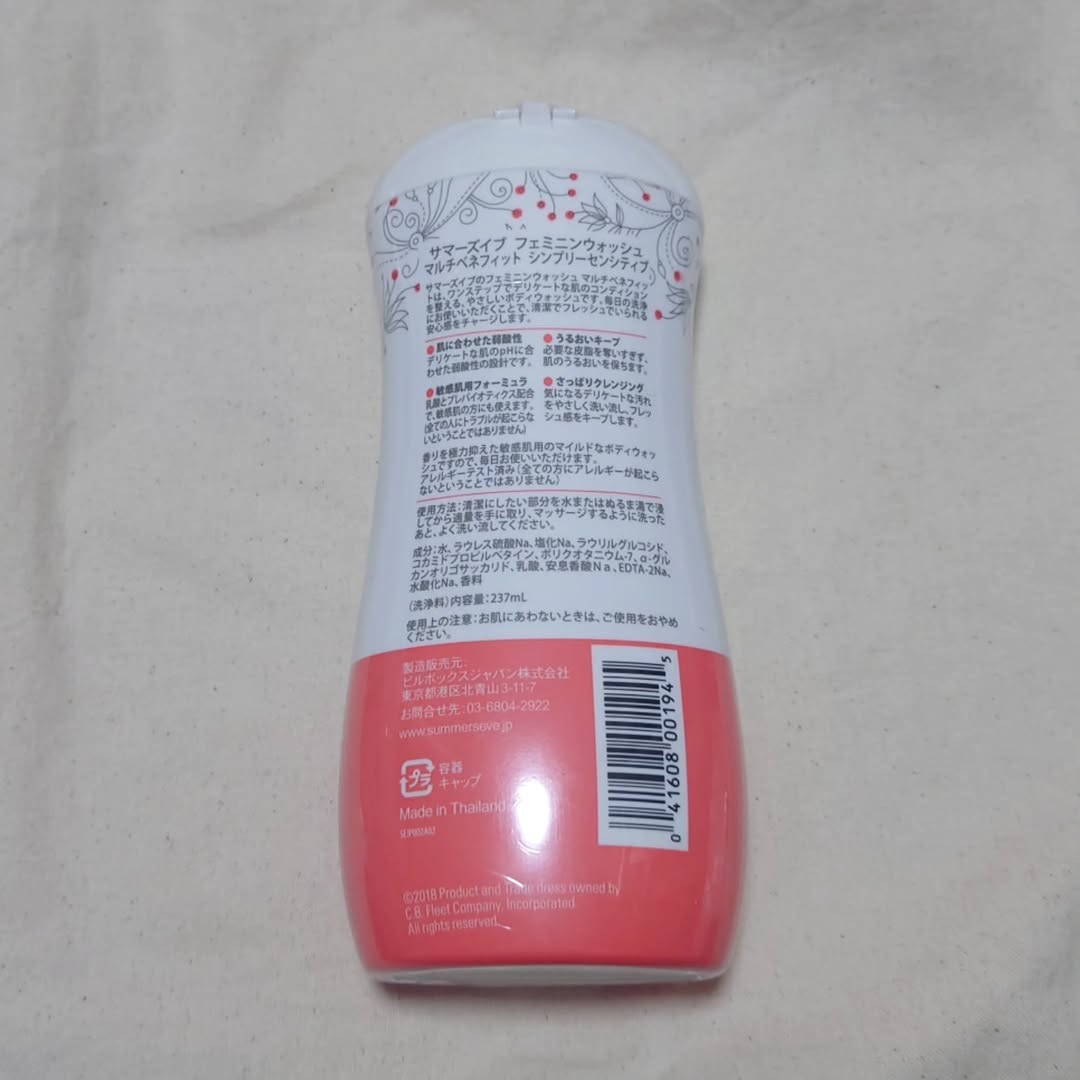 サマーズイブ フェミニンウォッシュ
マルチベネフィット シンプリーセンシティブ
サマーズイブのフェミニンウォッシュ マルチベネフィッ
トは、ワンステップでデリケートな肌のコンディション
を整える、やさしいボディウォッシュです。毎日の洗浄
にお使いいただくことで、清潔でフレッシュでいられる
安心感をチャージします。
●肌に合わせた弱酸性
デリケートな肌のpHに合
わせた弱酸性の設計です。
●うるおいキープ
必要な皮脂を奪いすぎず、
肌のうるおいを保ちます。
●敏感肌用フォーミュラ
乳酸とプレバイオティクス配合
で、敏感肌の方にも使えます。
(全ての人にトラブルが起こらな
いということではありません)
●さっぱりクレンジング
気になるデリケートな汚れ
をやさしく洗い流し、フレッ
シュ感をキープします。
香りを極力抑えた敏感肌用のマイルドなボディウォッ
シュですので、毎日お使いいただけます。
アレルギーテスト済み(全ての方にアレルギーが起こら
ないということではありません)
使用方法:清潔にしたい部分を水またはぬるま湯で浸
してから適量を手に取り、マッサージするように洗った
あと、よく洗い流してください。
成分:水、ラウレス硫酸Na、塩化Na、ラウリルグルコシド、
コカミドプロピルベタイン、ポリクオタニウム-7、α-グル
カンオリゴサッカリド、乳酸、安息香酸Na、EDTA-2Na、
水酸化Na、香料
(洗浄料)内容量:237mL
使用上の注意:お肌にあわないときは、ご使用をおやめ
ください。
製造販売元:
ビルボックスジャパン株式会社
東京都港区北青山3-11-7
お問合せ先:03-6804-2922
www.summerseve.jp
プラ
容器
キャップ
Made in Thailand
SEJP002A02
©2018 Product and Trade dress owned by
C.B. Fleet Company, Incorporated.
All rights reserved.
0 41608 00194 5